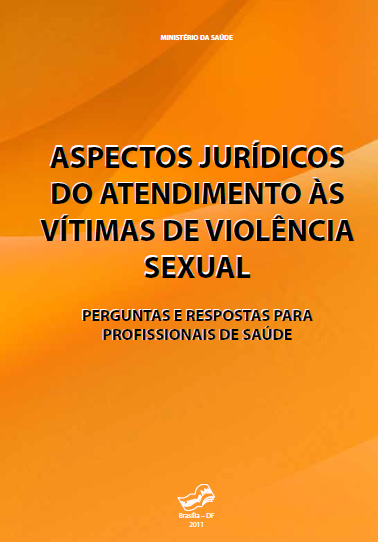 MINISTÉRIO DA SAÚDE
ASPECTOS JURÍDICOS
DO ATENDIMENTO ÀS
VÍTIMAS DE VIOLÊNCIA
SEXUAL
PERGUNTAS E RESPOSTAS PARA
PROFISSIONAIS DE SAÚDE
Brasília – DF
2011